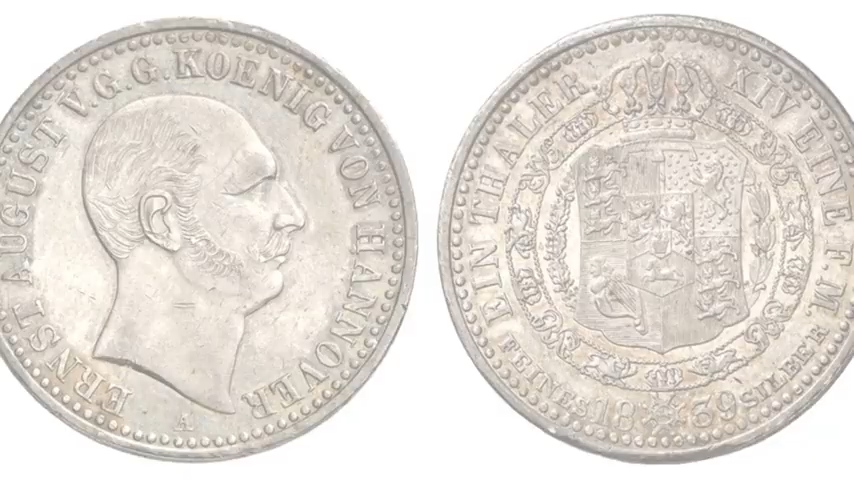 ERNST AUGUST V. G. G. KOENIG VON HANNOVER
A
EIN THALER XIV EINE F. M.
FEINES 18 39 SILBER